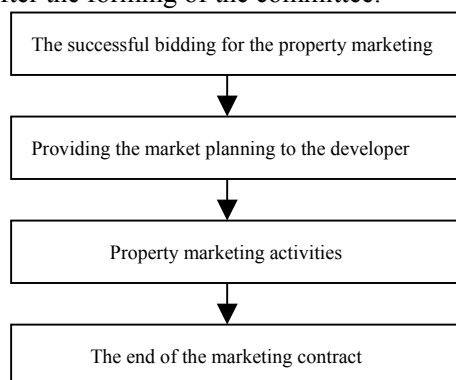 after the forming of the committee.
The successful bidding for the property marketing
Providing the market planning to the developer
Property marketing activities
The end of the marketing contract